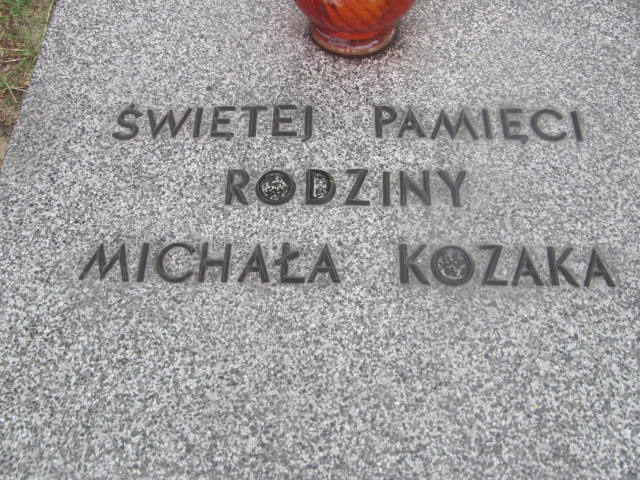 ŚWIĘTEJ PAMIĘCI
RODZINY
MICHAŁA KOZAKA